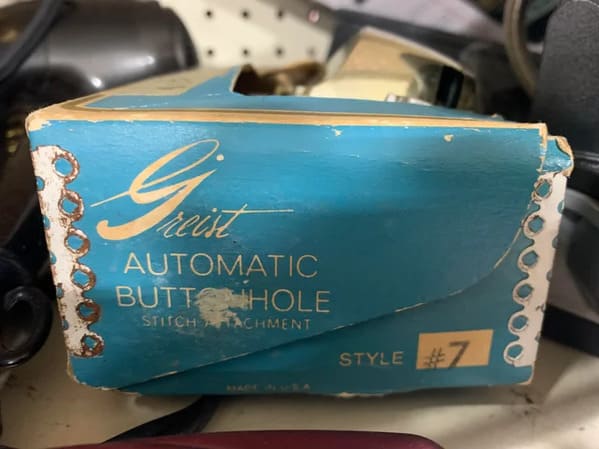 Greist
AUTOMATIC
BUTTONHOLE
STITCH ATTACHMENT
STYLE #7
MADE IN U.S.A